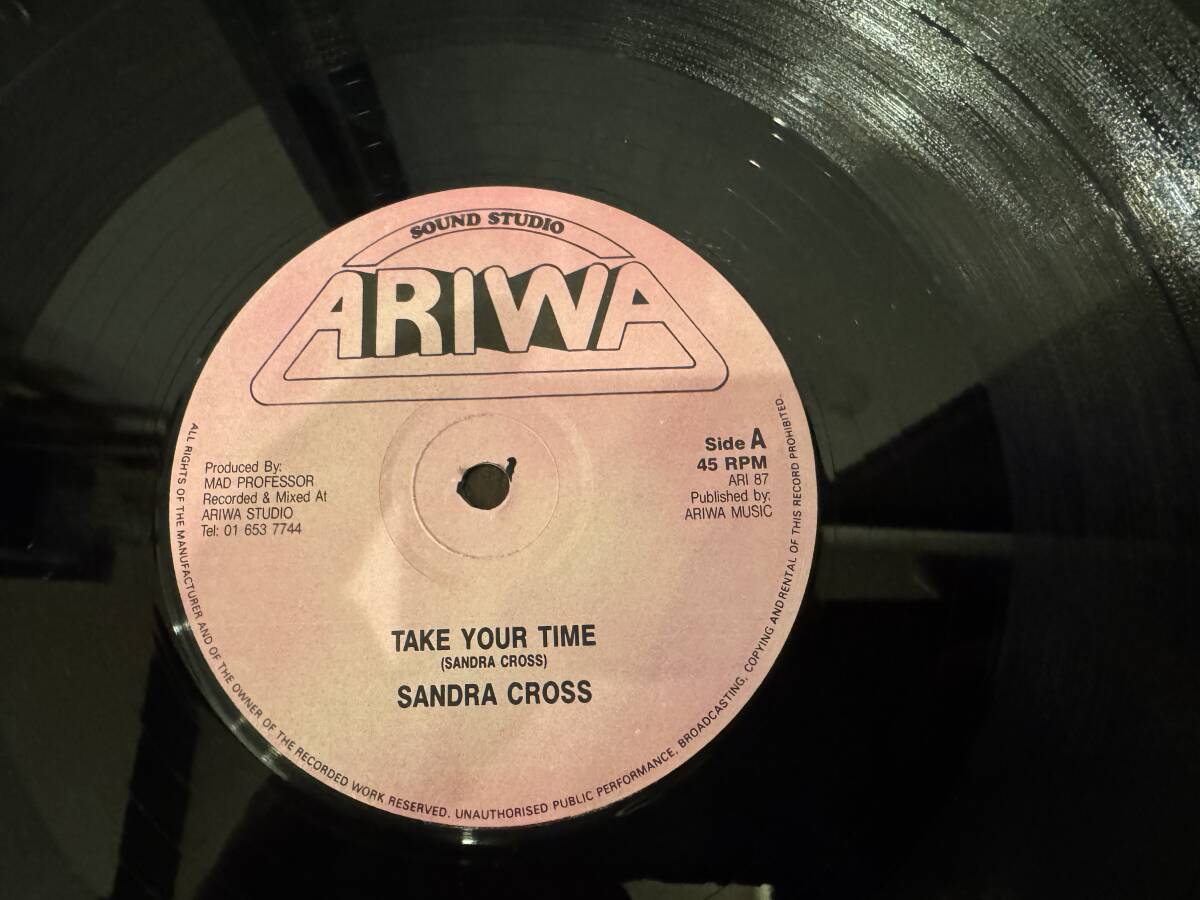 SOUND STUDIO
ARIWA
Produced By:
MAD PROFESSOR
Recorded & Mixed At
ARIWA STUDIO
Tel: 01 653 7744
Side A
45 RPM
ARI 87
Published by:
ARIWA MUSIC
TAKE YOUR TIME
(SANDRA CROSS)
SANDRA CROSS
ALL RIGHTS OF THE MANUFACTURER AND OF THE OWNER OF THE RECORDED WORK RESERVED. UNAUTHORISED PUBLIC PERFORMANCE, BROADCASTING, COPYING AND RENTAL OF THIS RECORD PROHIBITED.